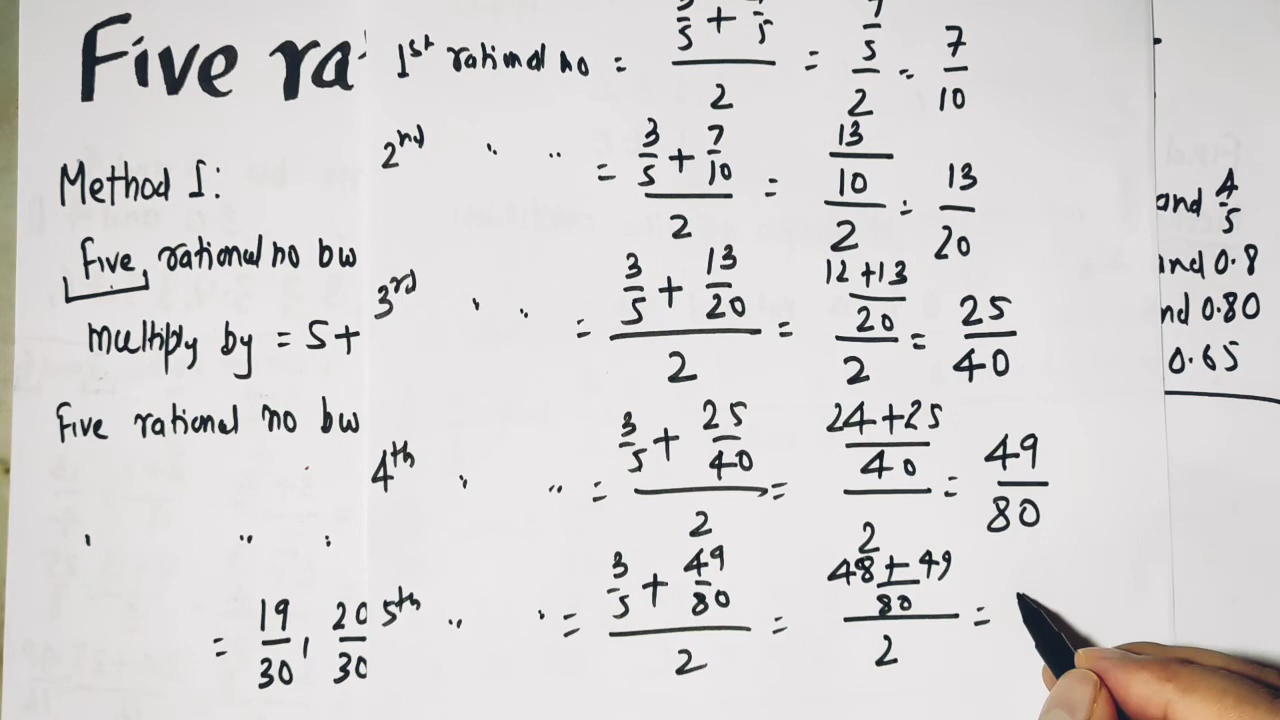 Five ra
Method I:
Five rational no bw
multiply by = 5+
Five rational no bw
= 19/30, 20/30
1st rational no = (3/5 + /5)/2 = (7/5)/2 = 7/10
2nd " " = (3/5 + 7/10)/2 = (13/10)/2 = 13/20
3rd " " = (3/5 + 13/20)/2 = ((12+13)/20)/2 = 25/40
4th " " = (3/5 + 25/40)/2 = ((24+25)/40)/2 = 49/80
5th " " = (3/5 + 49/80)/2 = ((48+49)/80)/2 =
and 4/5
and 0.8
nd 0.80
0.65